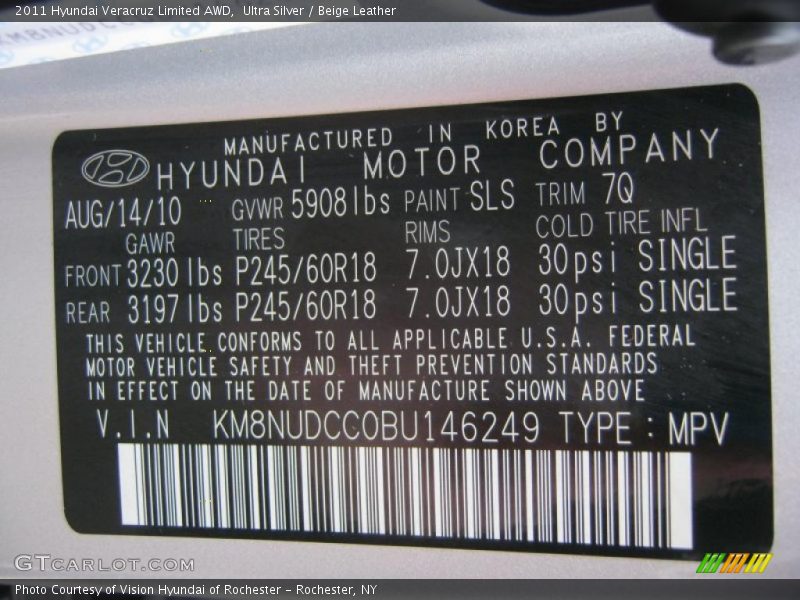 2011 Hyundai Veracruz Limited AWD, Ultra Silver / Beige Leather
MANUFACTURED IN KOREA BY
HYUNDAI MOTOR COMPANY
AUG/14/10 GVWR 5908lbs PAINT SLS TRIM 7Q
GAWR TIRES RIMS COLD TIRE INFL
FRONT 3230 lbs P245/60R18 7.0JX18 30psi SINGLE
REAR 3197 lbs P245/60R18 7.0JX18 30psi SINGLE
THIS VEHICLE CONFORMS TO ALL APPLICABLE U.S.A. FEDERAL
MOTOR VEHICLE SAFETY AND THEFT PREVENTION STANDARDS
IN EFFECT ON THE DATE OF MANUFACTURE SHOWN ABOVE
V.I.N KM8NUDCC0BU146249 TYPE : MPV
GTCARLOT.COM
Photo Courtesy of Vision Hyundai of Rochester – Rochester, NY